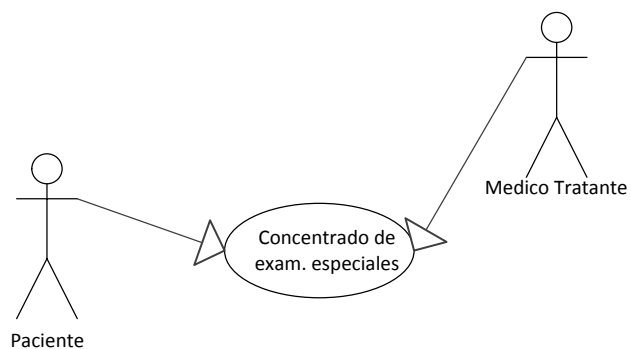 Medico Tratante
Concentrado de
exam. especiales
Paciente